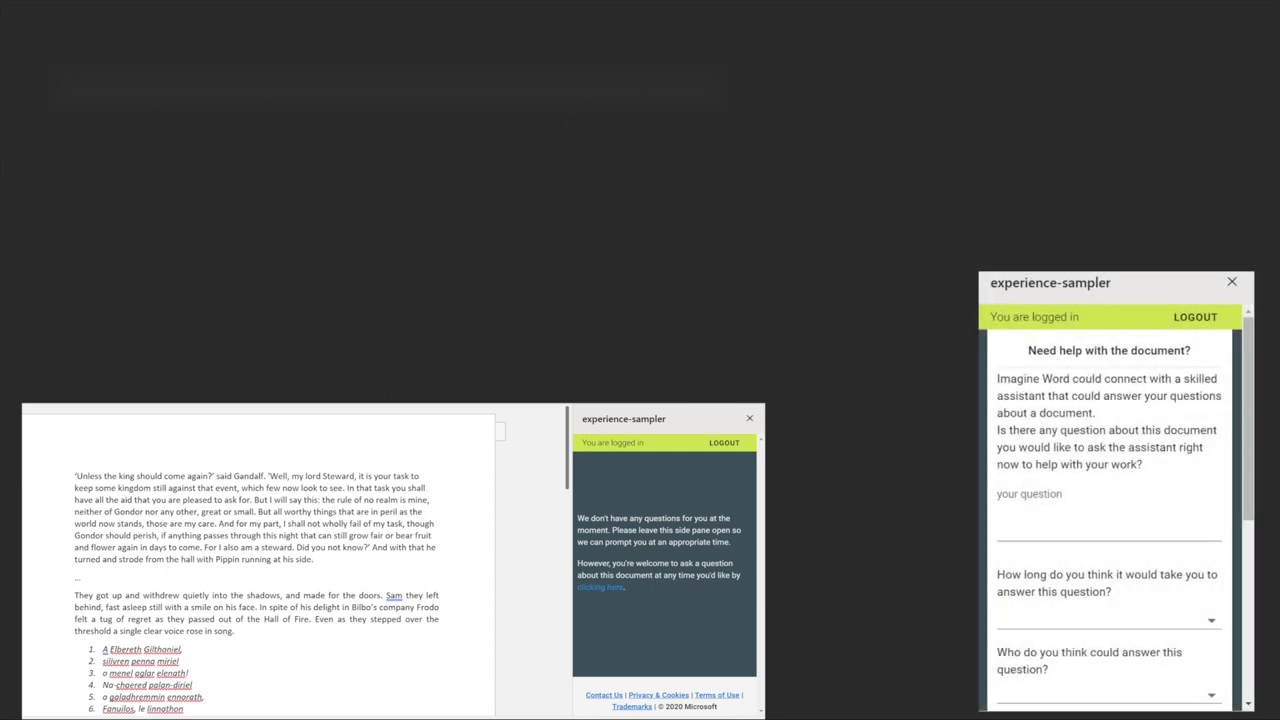 ‘Unless the king should come again?’ said Gandalf. ‘Well, my lord Steward, it is your task to
keep some kingdom still against that event, which few now look to see. In that task you shall
have all the aid that you are pleased to ask for. But I will say this: the rule of no realm is mine,
neither of Gondor nor any other, great or small. But all worthy things that are in peril as the
world now stands, those are my care. And for my part, I shall not wholly fail of my task, though
Gondor should perish, if anything passes through this night that can still grow fair or bear fruit
and flower again in days to come. For I also am a steward. Did you not know?’ And with that he
turned and strode from the hall with Pippin running at his side.
...
They got up and withdrew quietly into the shadows, and made for the doors. Sam they left
behind, fast asleep still with a smile on his face. In spite of his delight in Bilbo’s company Frodo
felt a tug of regret as they passed out of the Hall of Fire. Even as they stepped over the
threshold a single clear voice rose in song.
1. A Elbereth Gilthoniel,
2. silivren penna míriel
3. o menel aglar elenath!
4. Na-chaered palan-díriel
5. o galadhremmin ennorath,
6. Fanuilos, le linnathon
experience-sampler
You are logged in LOGOUT
We don't have any questions for you at the
moment. Please leave this side pane open so
we can prompt you at an appropriate time.
However, you're welcome to ask a question
about this document at any time you'd like by
clicking here.
Contact Us | Privacy & Cookies | Terms of Use |
Trademarks | © 2020 Microsoft
experience-sampler
You are logged in LOGOUT
Need help with the document?
Imagine Word could connect with a skilled
assistant that could answer your questions
about a document.
Is there any question about this document
you would like to ask the assistant right
now to help with your work?
your question
How long do you think it would take you to
answer this question?
Who do you think could answer this
question?